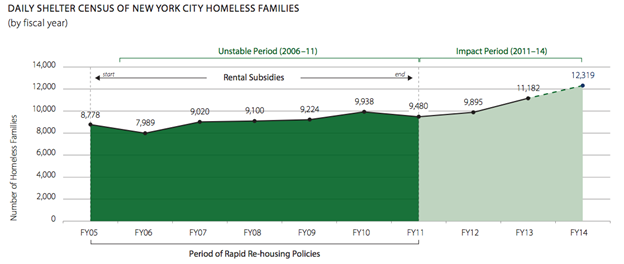 DAILY SHELTER CENSUS OF NEW YORK CITY HOMELESS FAMILIES
(by fiscal year)
Unstable Period (2006–11)
Impact Period (2011–14)
14,000
12,000
10,000
8,000
6,000
4,000
2,000
0
Number of Homeless Families
start
Rental Subsidies
end
8,778
7,989
9,020
9,100
9,224
9,938
9,480
9,895
11,182
12,319
FY05
FY06
FY07
FY08
FY09
FY10
FY11
FY12
FY13
FY14
Period of Rapid Re-housing Policies